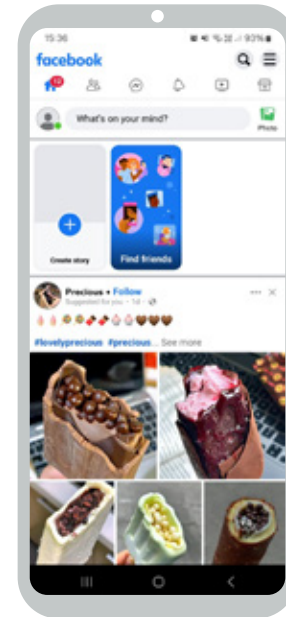 15:36
93%
facebook
12
What's on your mind?
Photo
Create story
Find friends
Precious • Follow
Suggested for you · 1d ·
#lovelyprecious #precious... See more